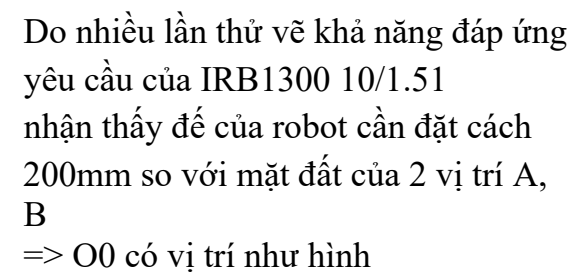 Do nhiều lần thử vẽ khả năng đáp ứng
yêu cầu của IRB1300 10/1.51
nhận thấy đế của robot cần đặt cách
200mm so với mặt đất của 2 vị trí A,
B
=> O0 có vị trí như hình